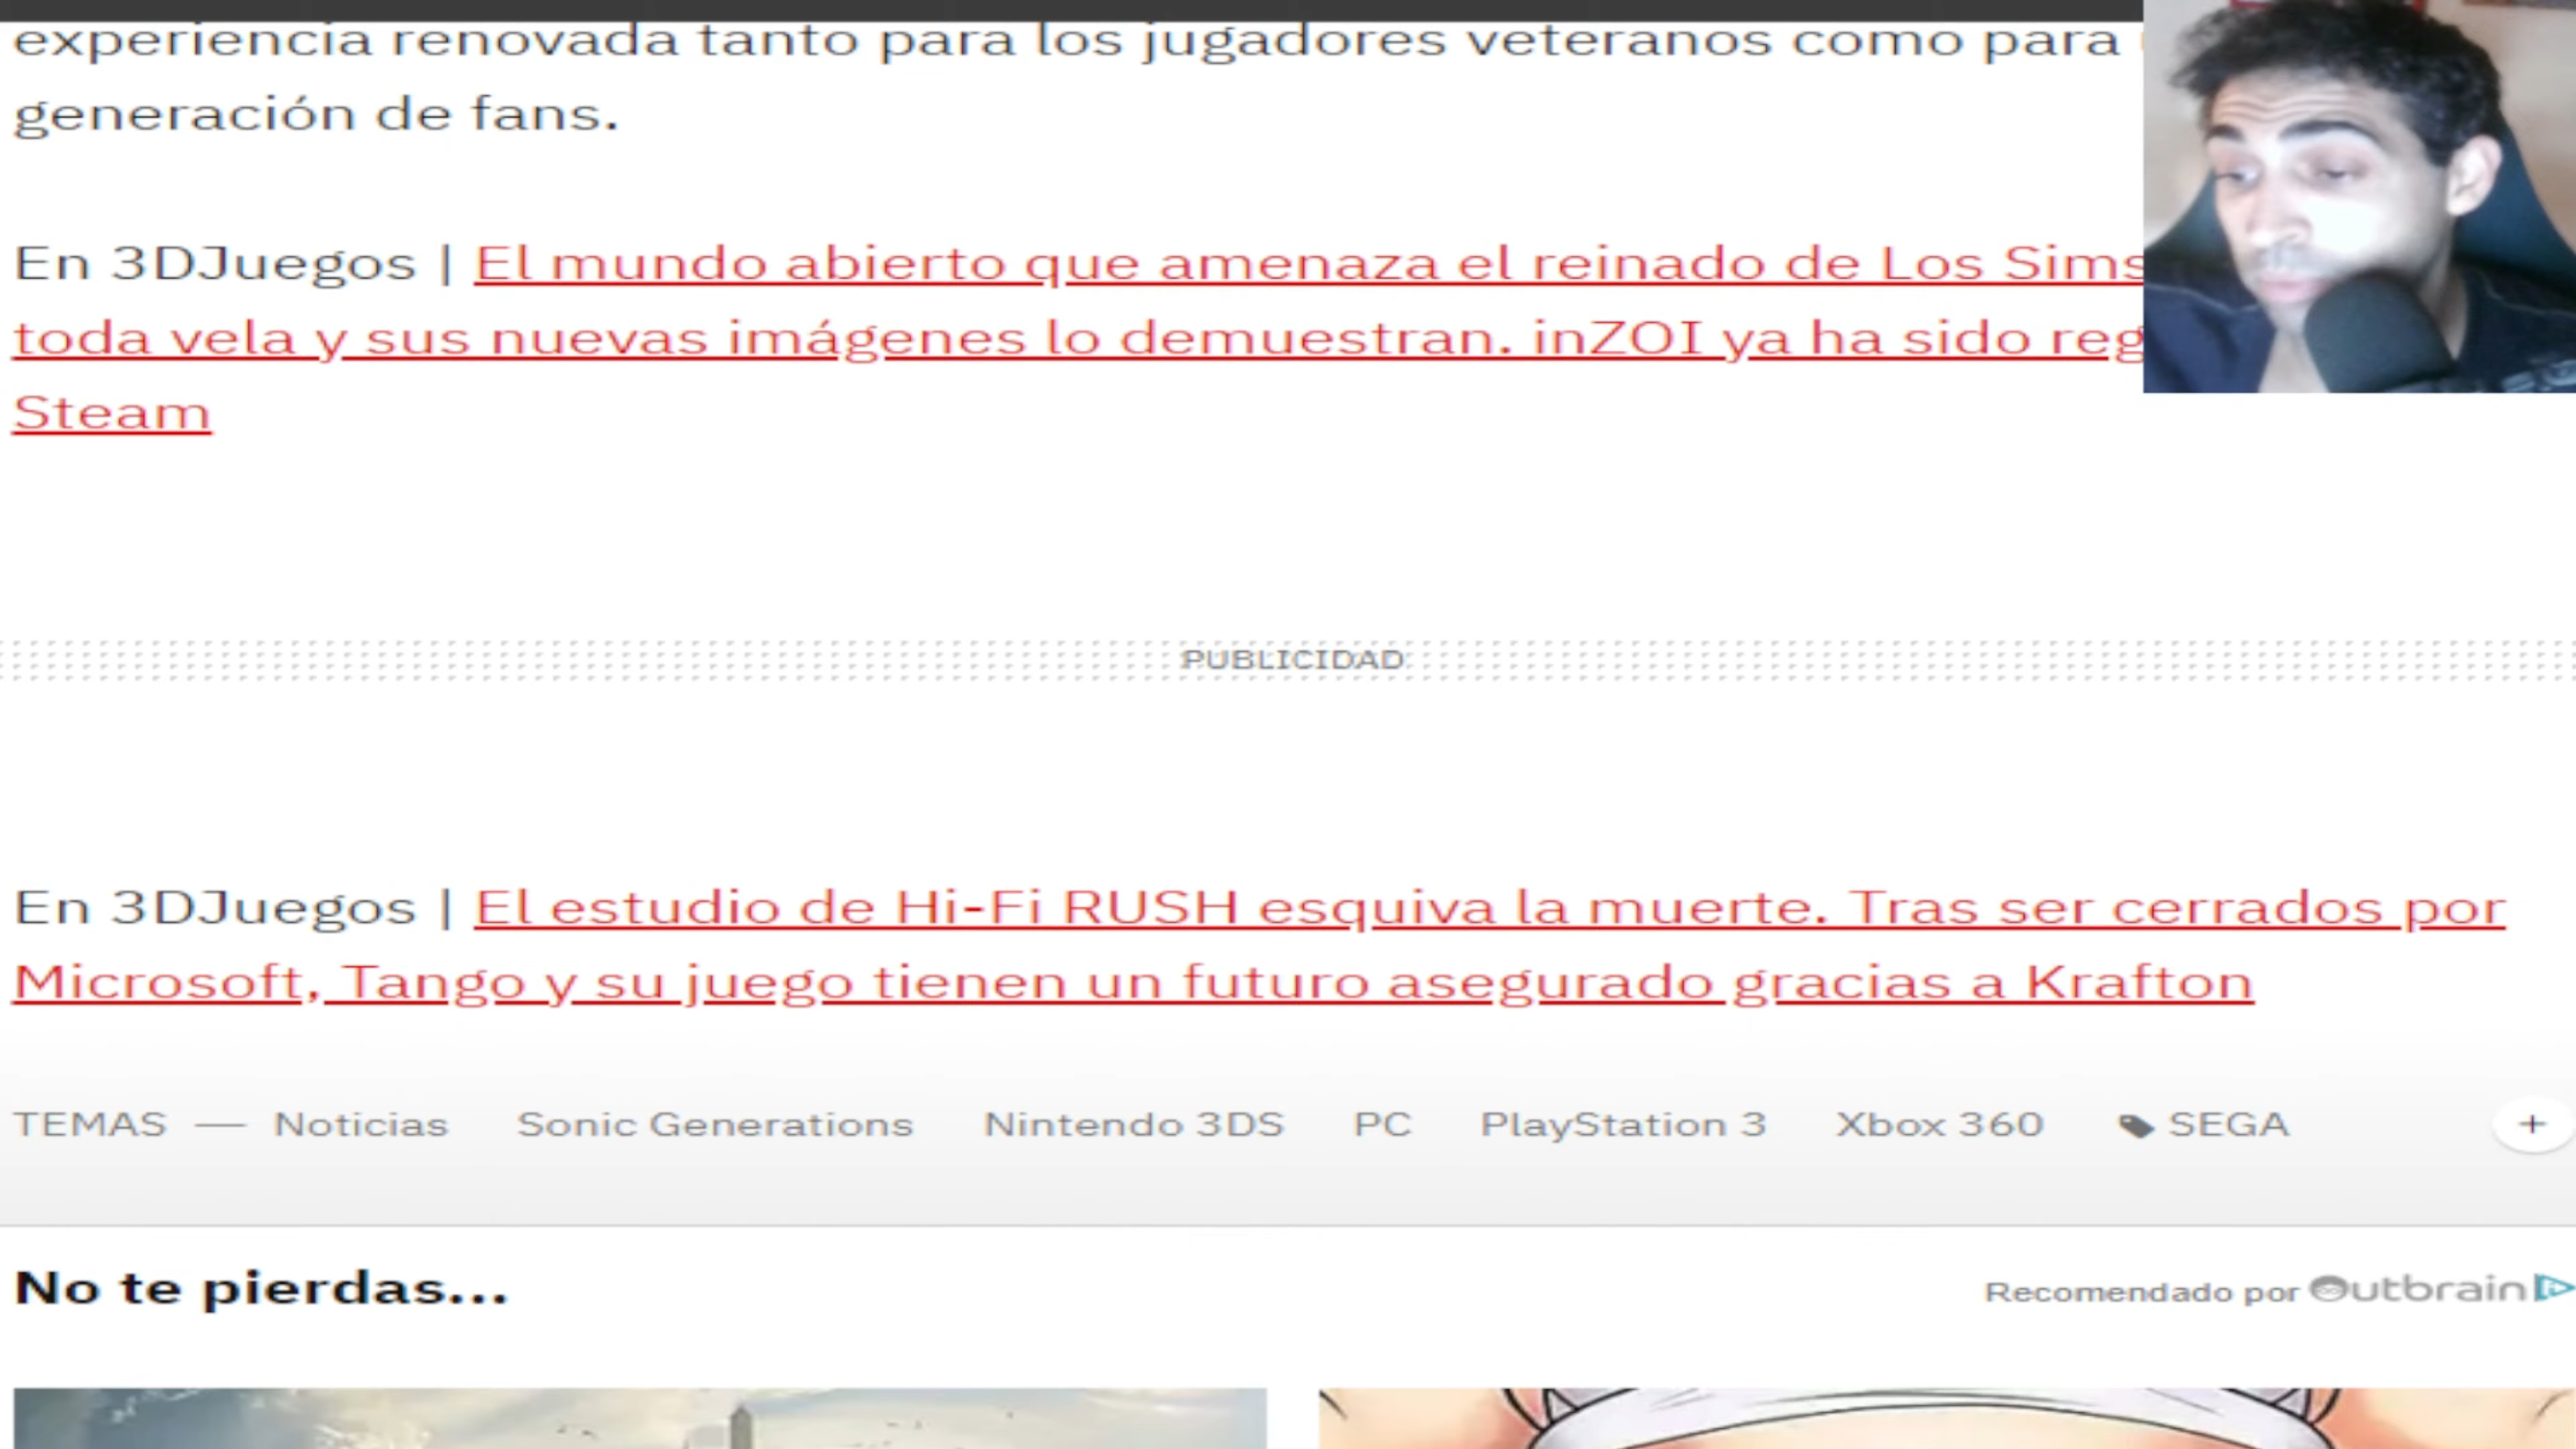 experiencia renovada tanto para los jugadores veteranos como para
generación de fans.
En 3DJuegos | El mundo abierto que amenaza el reinado de Los Sims
toda vela y sus nuevas imágenes lo demuestran. inZOI ya ha sido reg
Steam
PUBLICIDAD
En 3DJuegos | El estudio de Hi-Fi RUSH esquiva la muerte. Tras ser cerrados por
Microsoft, Tango y su juego tienen un futuro asegurado gracias a Krafton
TEMAS — Noticias Sonic Generations Nintendo 3DS PC PlayStation 3 Xbox 360 SEGA +
No te pierdas...
Recomendado por Outbrain